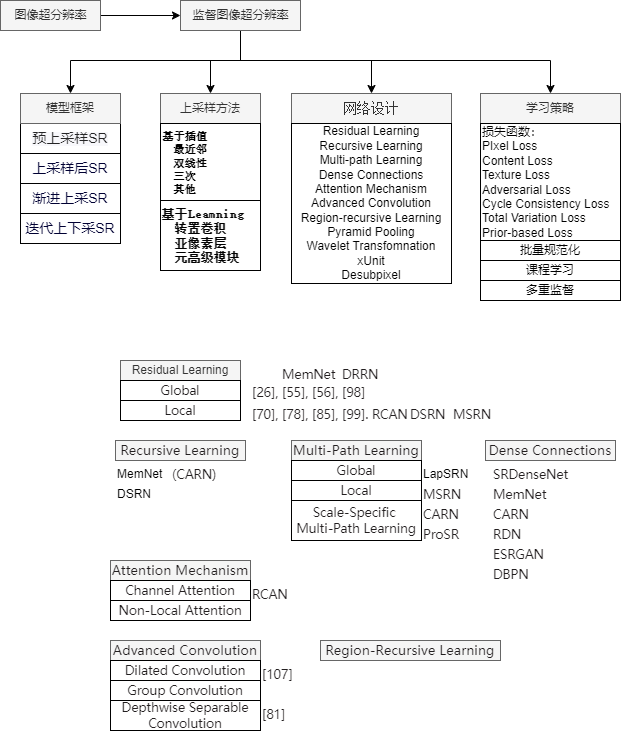 图像超分辨率
监督图像超分辨率
模型框架
预上采样SR
上采样后SR
渐进上采SR
迭代上下采SR
上采样方法
基于插值
最近邻
双线性
三次
其他
基于Leamning
转置卷积
亚像素层
元高级模块
网络设计
Residual Learning
Recursive Learning
Multi-path Learning
Dense Connections
Attention Mechanism
Advanced Convolution
Region-recursive Learning
Pyramid Pooling
Wavelet Transfomnation
xUnit
Desubpixel
学习策略
损失函数：
PIxel Loss
Content Loss
Texture Loss
Adversarial Loss
Cycle Consistency Loss
Total Variation Loss
Prior-based Loss
批量规范化
课程学习
多重监督
Residual Learning
MemNet DRRN
Global
[26], [55], [56], [98]
Local
[70], [78], [85], [99]. RCAN DSRN MSRN
Recursive Learning
MemNet (CARN)
DSRN
Multi-Path Learning
Global
LapSRN
Local
MSRN
Scale-Specific
Multi-Path Learning
CARN
ProSR
Dense Connections
SRDenseNet
MemNet
CARN
RDN
ESRGAN
DBPN
Attention Mechanism
Channel Attention
RCAN
Non-Local Attention
Advanced Convolution
Dilated Convolution
[107]
Group Convolution
Depthwise Separable
Convolution
[81]
Region-Recursive Learning